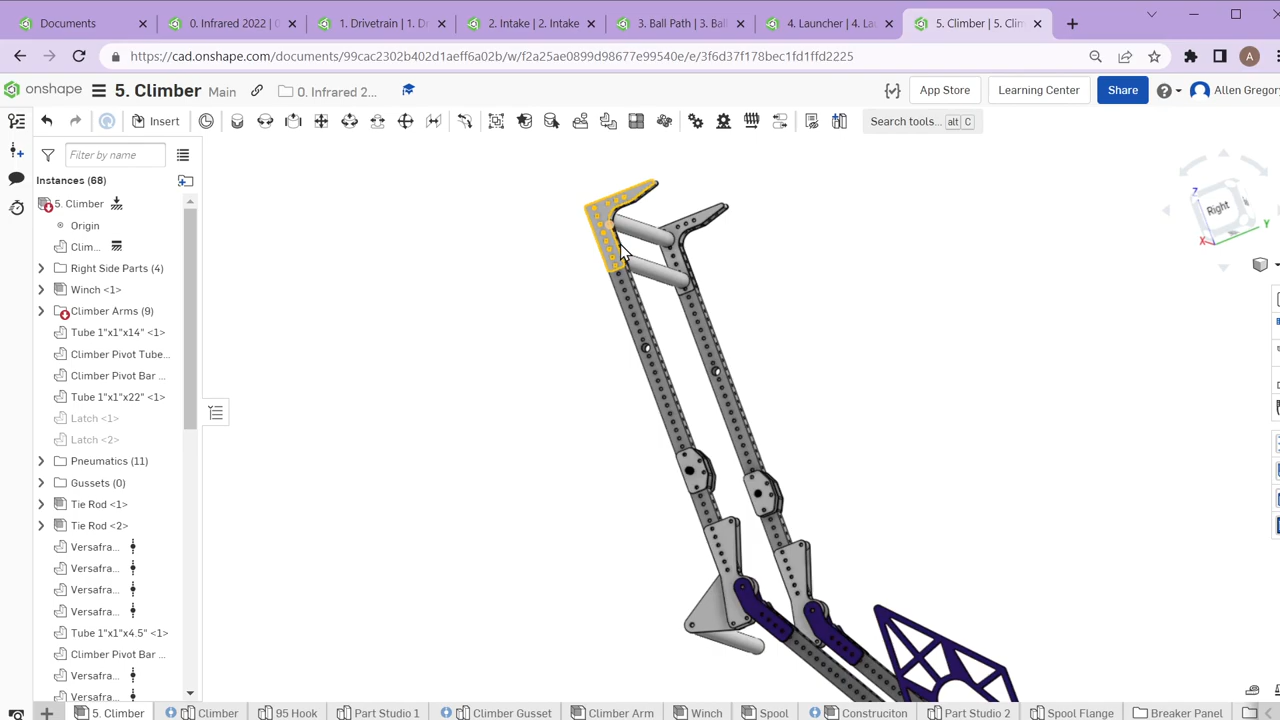 Documents
0. Infrared 2022 | 0
1. Drivetrain | 1. D
2. Intake | 2. Intake
3. Ball Path | 3. Ball
4. Launcher | 4. Lau
5. Climber | 5. Clim
https://cad.onshape.com/documents/99cac2302b402d1aeff6a02b/w/f2a25ae0899d98677e99540d/e/3f6d37f178bec1fd1ffd2225
A
onshape
5. Climber
Main
0. Infrared 2...
App Store
Learning Center
Share
Allen Gregory
Insert
Search tools...
alt
C
Filter by name
Instances (68)
5. Climber
Origin
Clim...
Right Side Parts (4)
Winch <1>
Climber Arms (9)
Tube 1"x1"x14" <1>
Climber Pivot Tube...
Climber Pivot Bar ...
Tube 1"x1"x22" <1>
Latch <1>
Latch <2>
Pneumatics (11)
Gussets (0)
Tie Rod <1>
Tie Rod <2>
Versafra...
Versafra...
Versafra...
Versafra...
Tube 1"x1"x4.5" <1>
Climber Pivot Bar ...
Versafra...
Versafra...
Z
Right
Y
X
5. Climber
Climber
95 Hook
Part Studio 1
Climber Gusset
Climber Arm
Winch
Spool
Construciton
Part Studio 2
Spool Flange
Breaker Panel